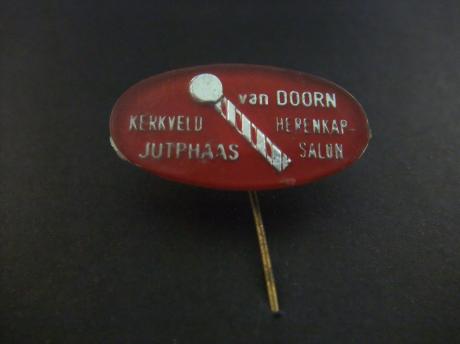 van DOORN
KERKVELD HERENKAP-
JUTPHAAS SALON